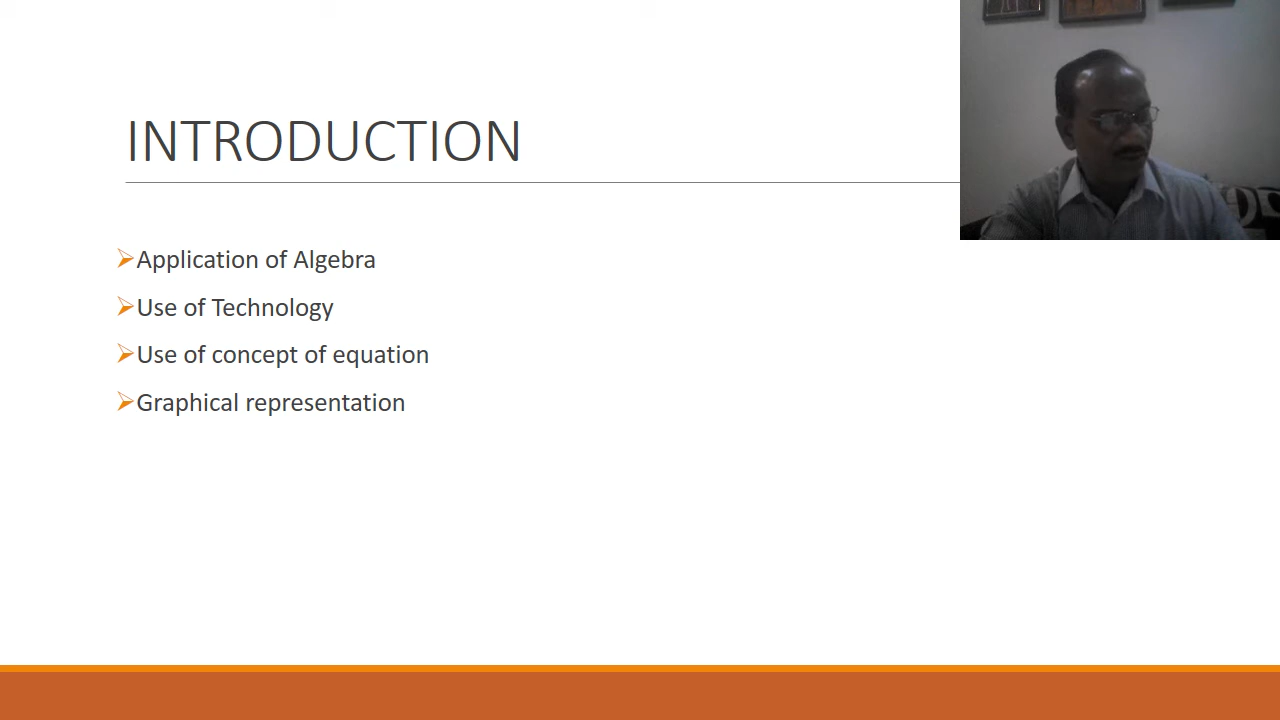 INTRODUCTION
Application of Algebra
Use of Technology
Use of concept of equation
Graphical representation